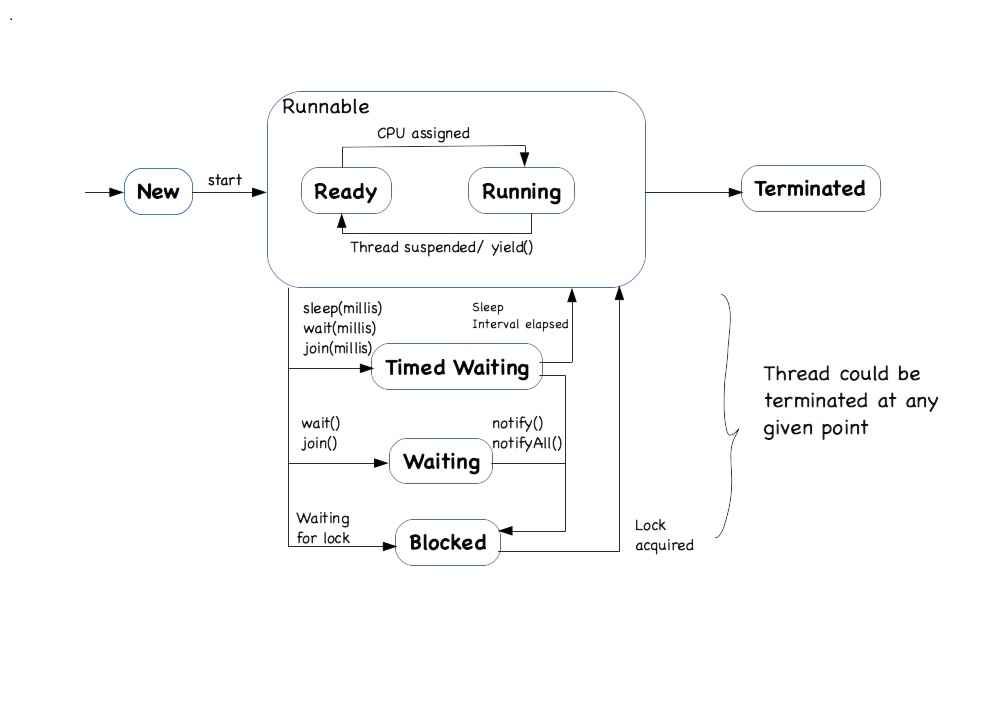 .
Runnable
CPU assigned
New
start
Ready
Running
Terminated
Thread suspended/ yield()
sleep(millis)
wait(millis)
join(millis)
Sleep
Interval elapsed
Timed Waiting
Thread could be
terminated at any
given point
wait()
join()
notify()
notifyAll()
Waiting
Waiting
for lock
Blocked
Lock
acquired